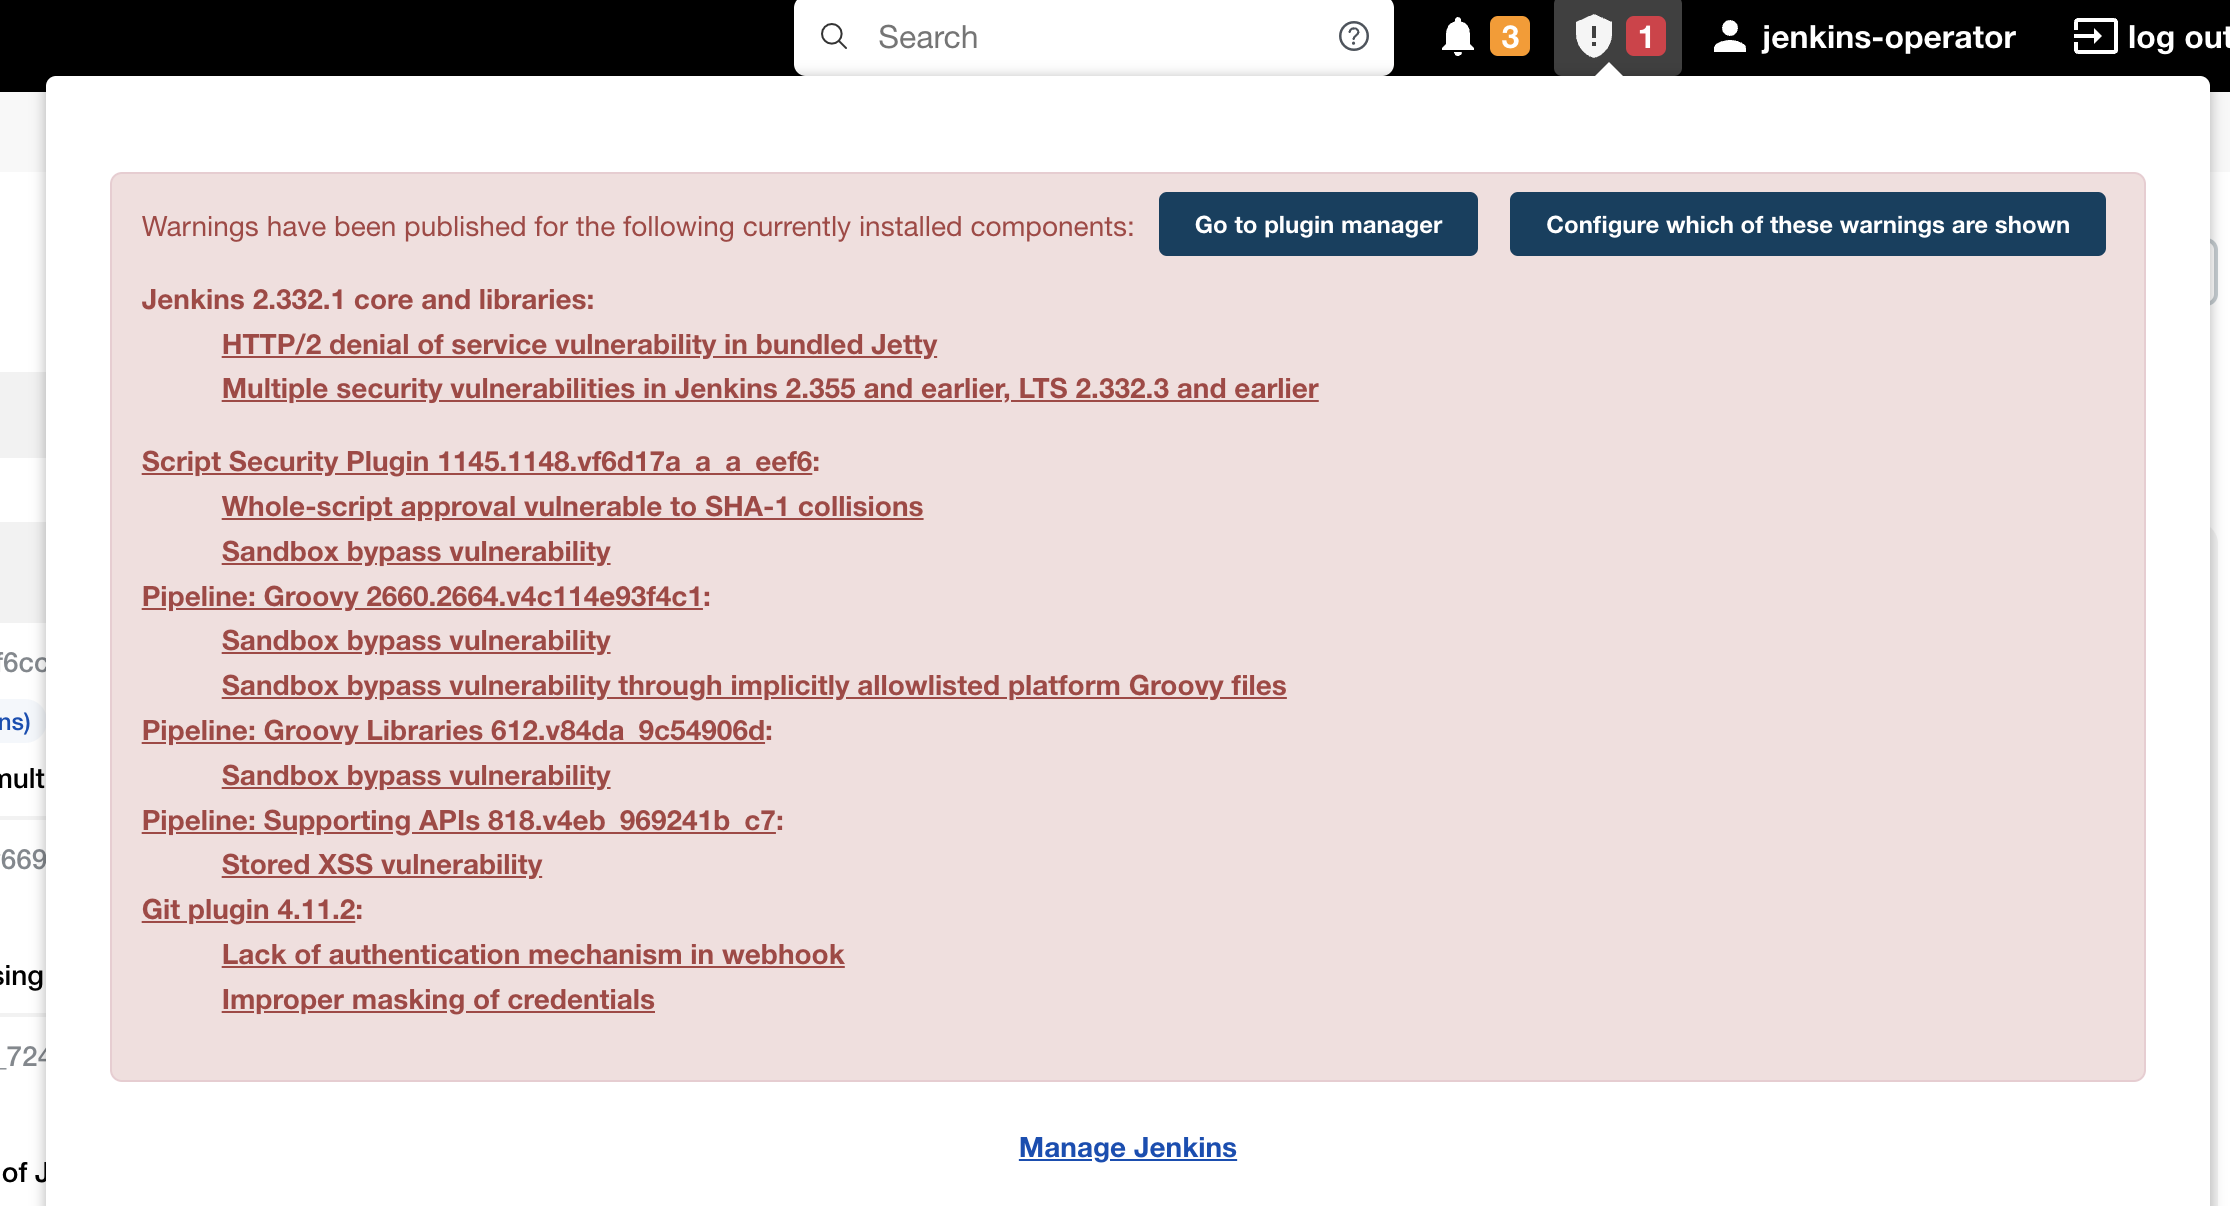 Search
3
1
jenkins-operator
log out
Warnings have been published for the following currently installed components:
Go to plugin manager
Configure which of these warnings are shown
Jenkins 2.332.1 core and libraries:
HTTP/2 denial of service vulnerability in bundled Jetty
Multiple security vulnerabilities in Jenkins 2.355 and earlier, LTS 2.332.3 and earlier
Script Security Plugin 1145.1148.vf6d17a_a_a_eef6:
Whole-script approval vulnerable to SHA-1 collisions
Sandbox bypass vulnerability
Pipeline: Groovy 2660.2664.v4c114e93f4c1:
Sandbox bypass vulnerability
Sandbox bypass vulnerability through implicitly allowlisted platform Groovy files
Pipeline: Groovy Libraries 612.v84da_9c54906d:
Sandbox bypass vulnerability
Pipeline: Supporting APIs 818.v4eb_969241b_c7:
Stored XSS vulnerability
Git plugin 4.11.2:
Lack of authentication mechanism in webhook
Improper masking of credentials
Manage Jenkins
ns)
mult
669
sing
_724
of J